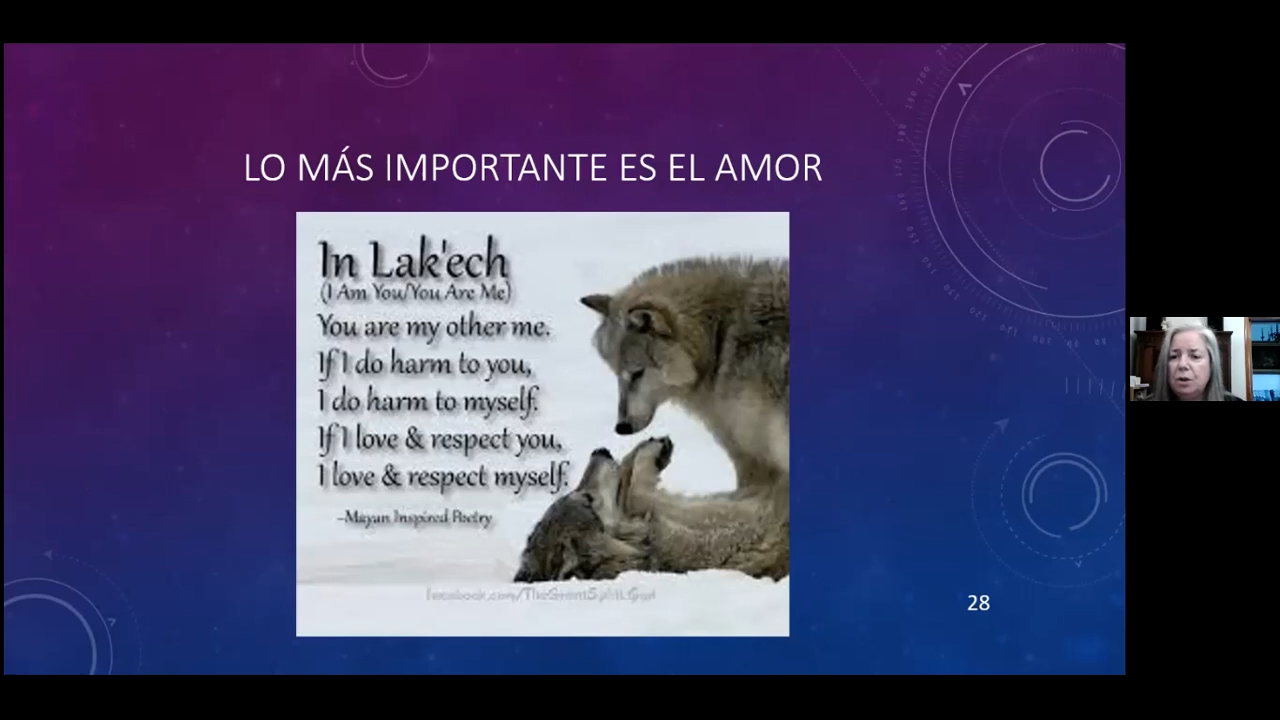 LO MÁS IMPORTANTE ES EL AMOR
In Lak'ech
(I Am You/You Are Me)
You are my other me.
If I do harm to you,
I do harm to myself.
If I love & respect you,
I love & respect myself.
–Mayan Inspired Poetry
28